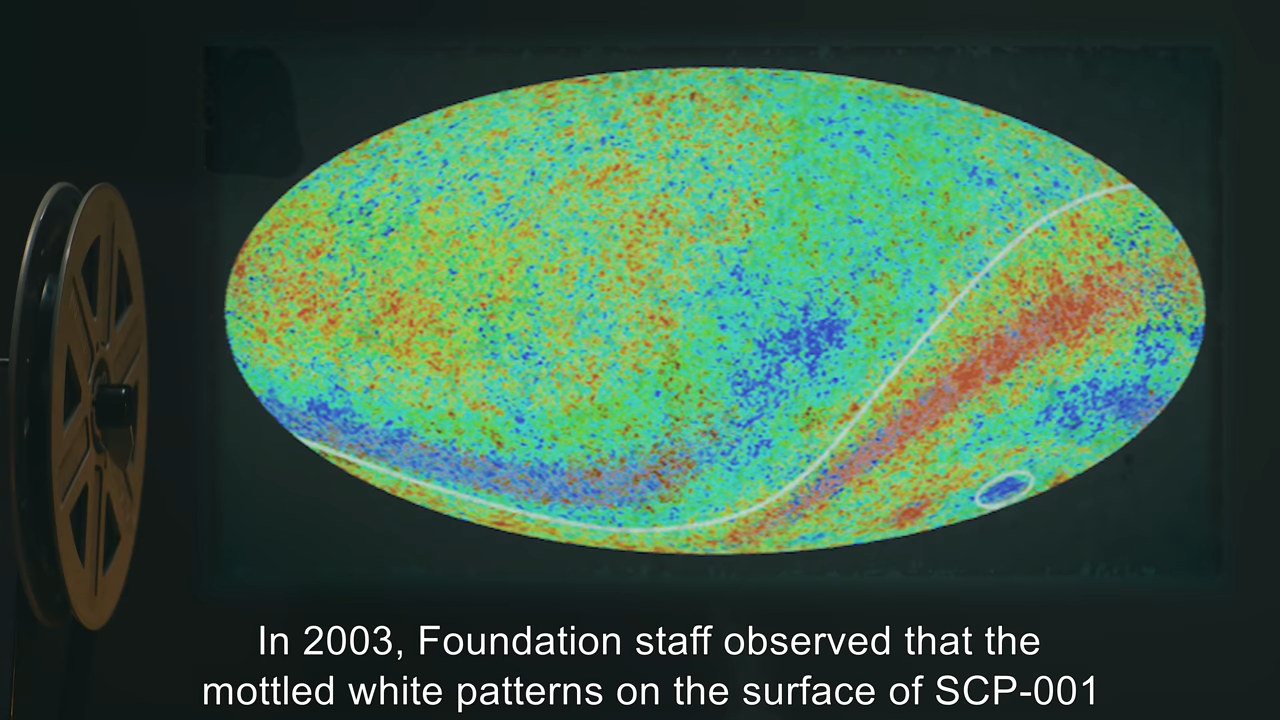 In 2003, Foundation staff observed that the
mottled white patterns on the surface of SCP-001